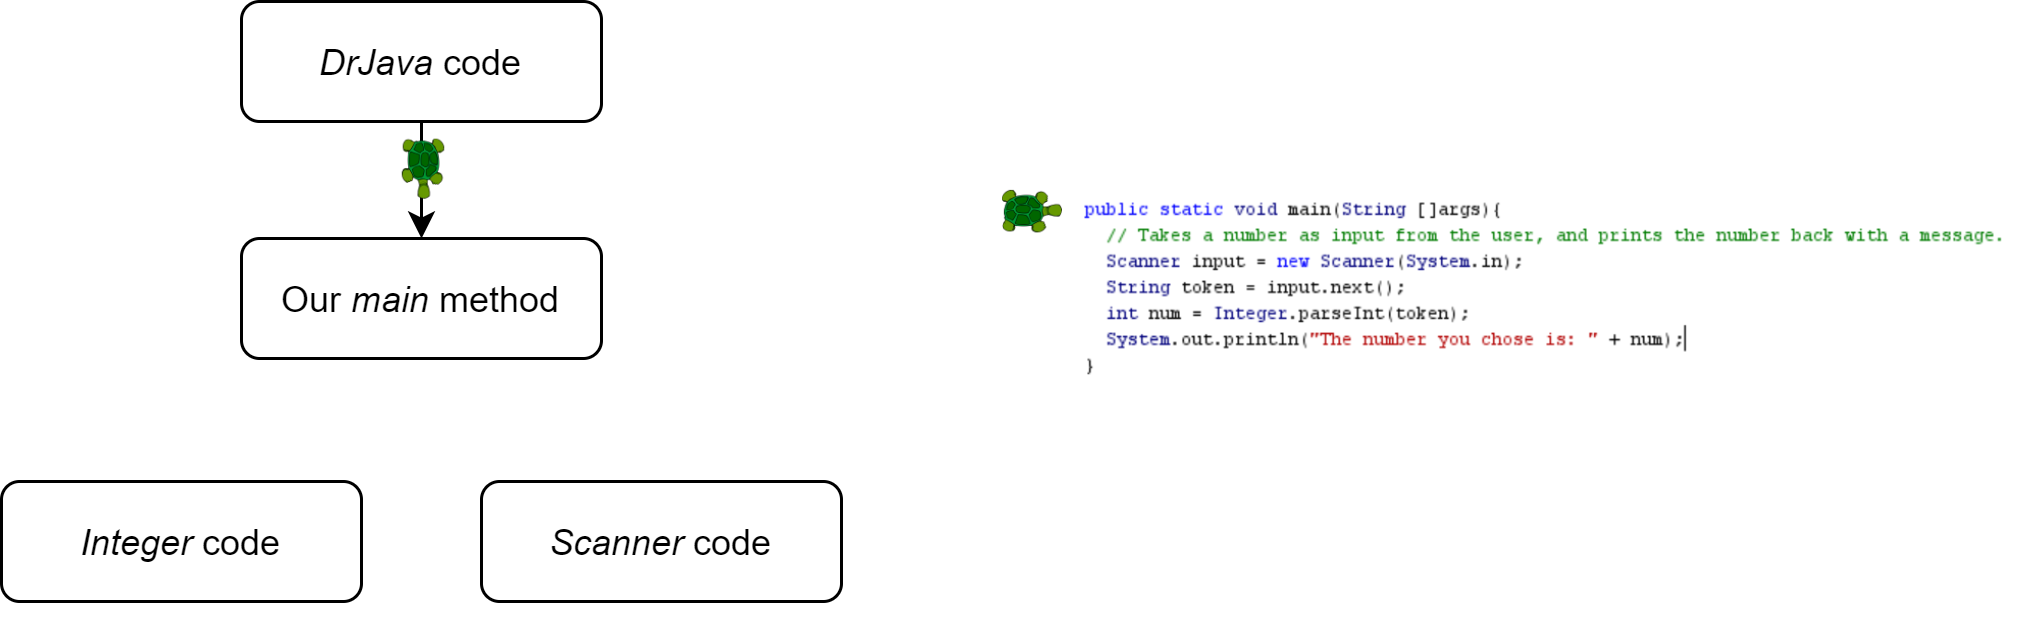 DrJava code
Our main method
Integer code
Scanner code
public static void main(String []args){
// Takes a number as input from the user, and prints the number back with a message.
Scanner input = new Scanner(System.in);
String token = input.next();
int num = Integer.parseInt(token);
System.out.println("The number you chose is: " + num);
}